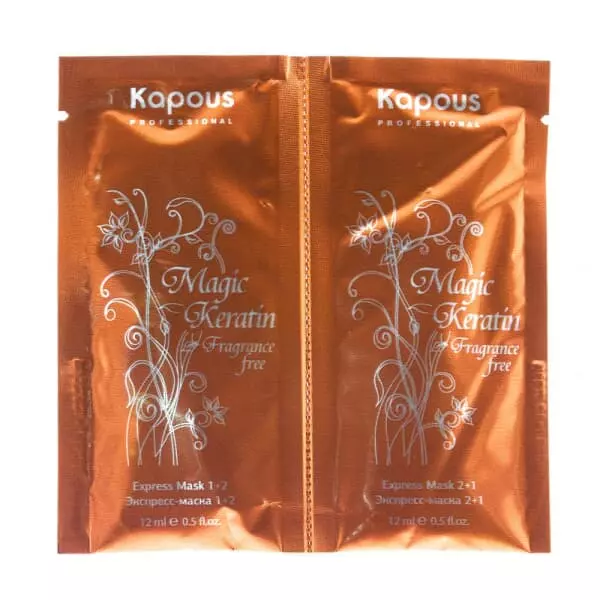 Kapous
PROFESSIONAL
Magic
Keratin
Fragrance
free
Express Mask 1+2
Экспресс-маска 1+2
12 ml e 0.5 fl.oz.
Kapous
PROFESSIONAL
Magic
Keratin
Fragrance
free
Express Mask 2+1
Экспресс-маска 2+1
12 ml e 0.5 fl.oz.